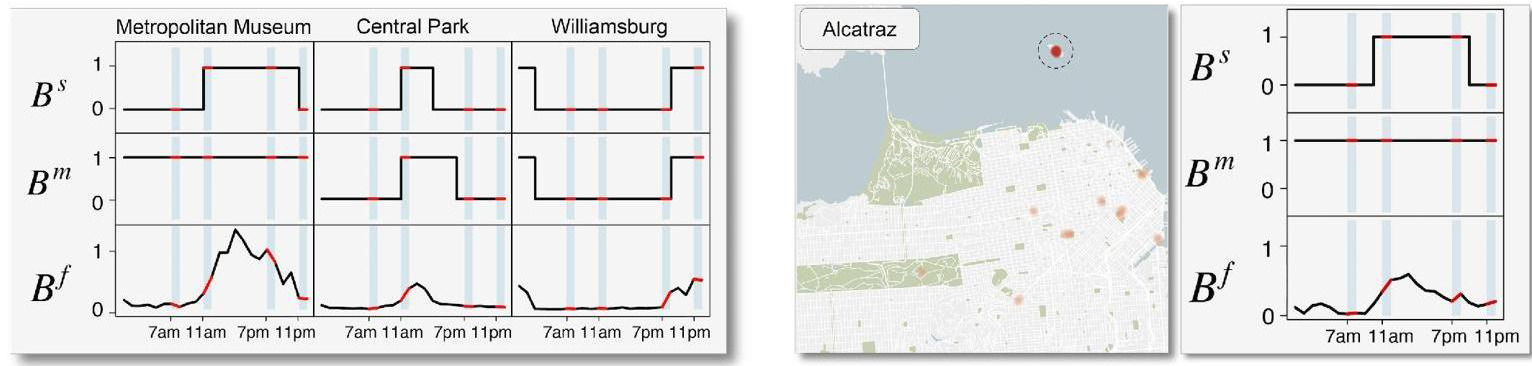 Metropolitan Museum Central Park Williamsburg
B^s 1
0
B^m 1
0
B^f 1
0
7am 11am 7pm 11pm 7am 11am 7pm 11pm 7am 11am 7pm 11pm
Alcatraz
B^s 1
0
B^m 1
0
B^f 1
0
7am 11am 7pm 11pm